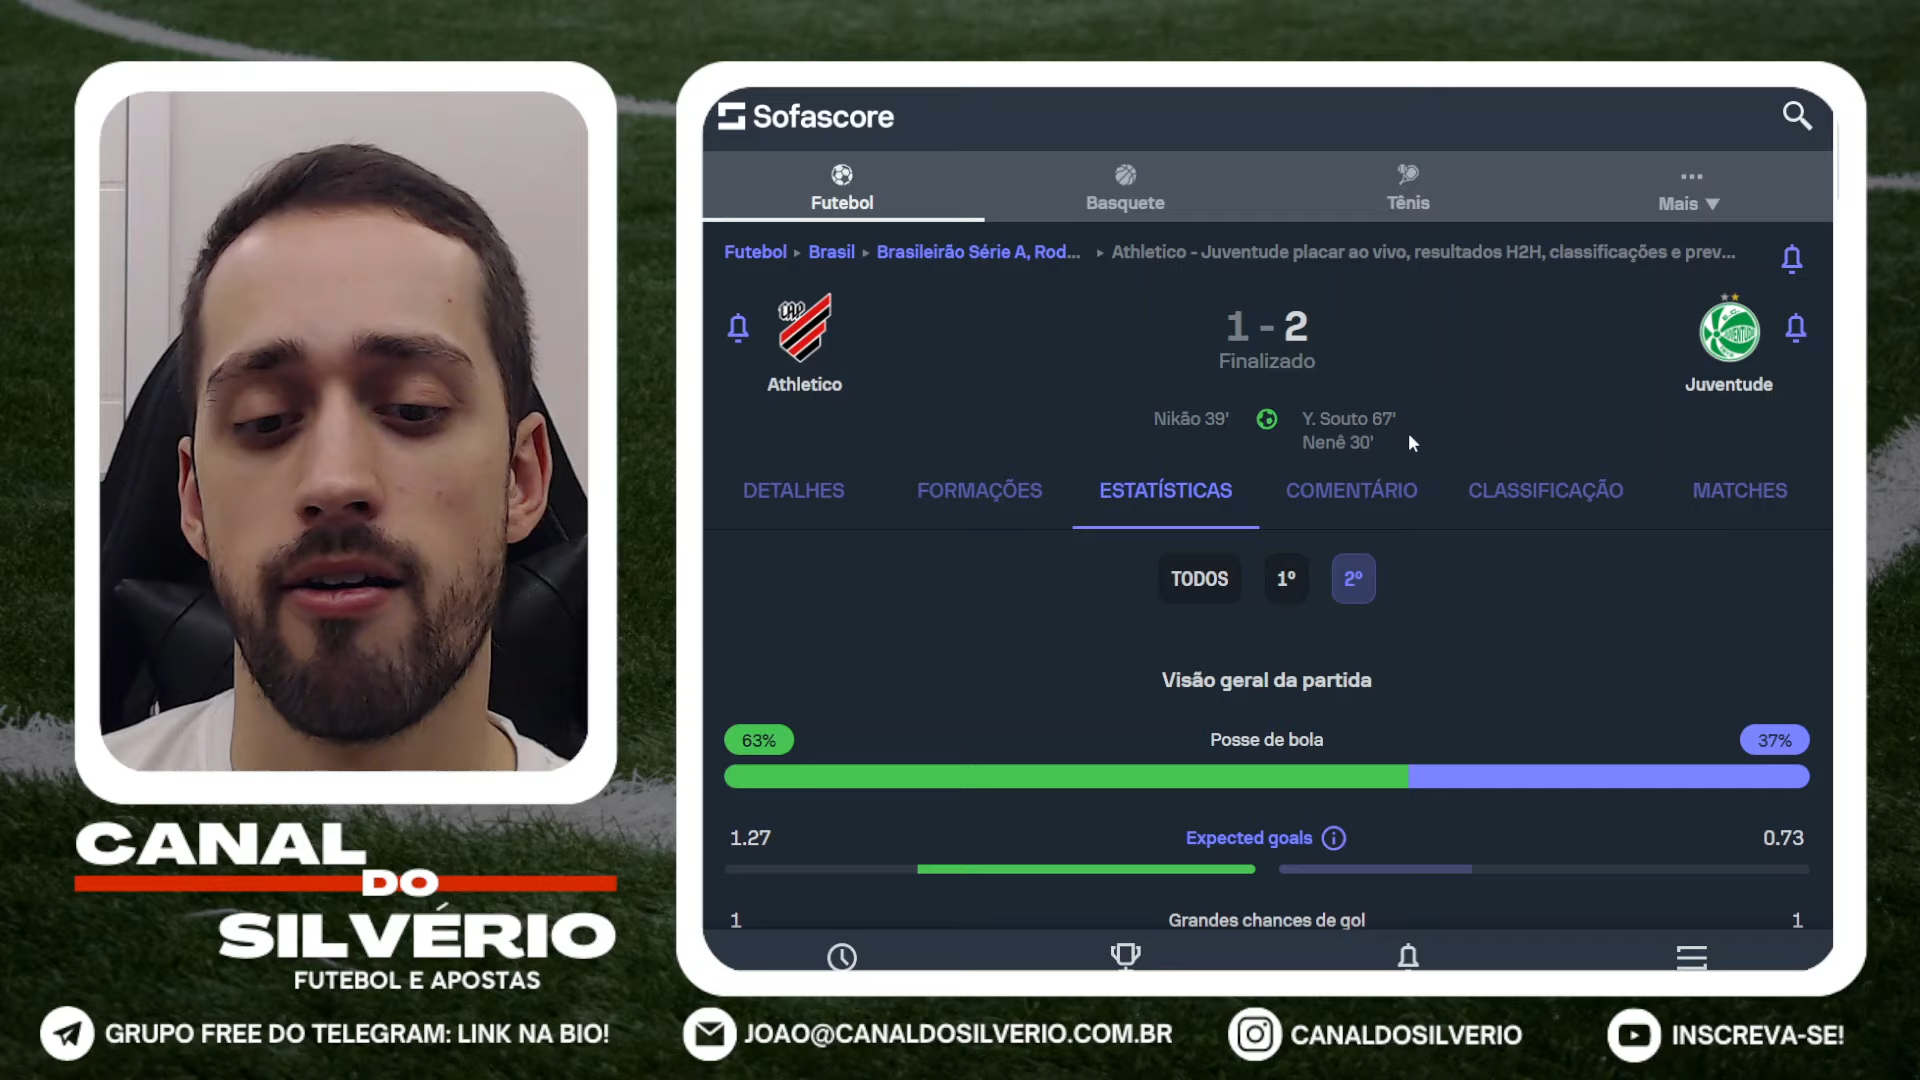 Sofascore
Futebol
Basquete
Tênis
Mais ▼
Futebol ▸ Brasil ▸ Brasileirão Série A, Rod... ▸ Athletico - Juventude placar ao vivo, resultados H2H, classificações e prev...
CAP
E.C. JUVENTUDE
1 - 2
Finalizado
Athletico
Juventude
Nikão 39'
Y. Souto 67'
Nenê 30'
DETALHES
FORMAÇÕES
ESTATÍSTICAS
COMENTÁRIO
CLASSIFICAÇÃO
MATCHES
TODOS
1º
2º
Visão geral da partida
63%
Posse de bola
37%
1.27
Expected goals
0.73
1
Grandes chances de gol
1
CANAL
DO
SILVÉRIO
FUTEBOL E APOSTAS
GRUPO FREE DO TELEGRAM: LINK NA BIO!
JOAO@CANALDOSILVERIO.COM.BR
CANALDOSILVERIO
INSCREVA-SE!